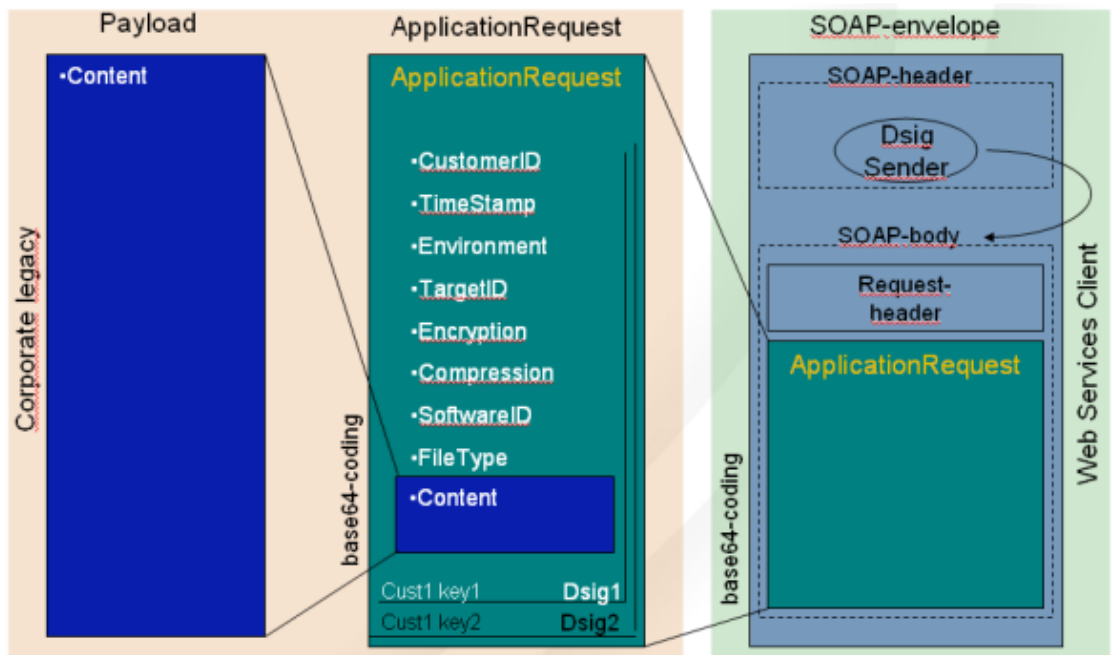 Payload
•Content
Corporate legacy
ApplicationRequest
ApplicationRequest
•CustomerID
•TimeStamp
•Environment
•TargetID
•Encryption
•Compression
•SoftwareID
•FileType
•Content
base64-coding
Cust1 key1 Dsig1
Cust1 key2 Dsig2
SOAP-envelope
SOAP-header
Dsig
Sender
SOAP-body
Request-
header
ApplicationRequest
base64-coding
Web Services Client